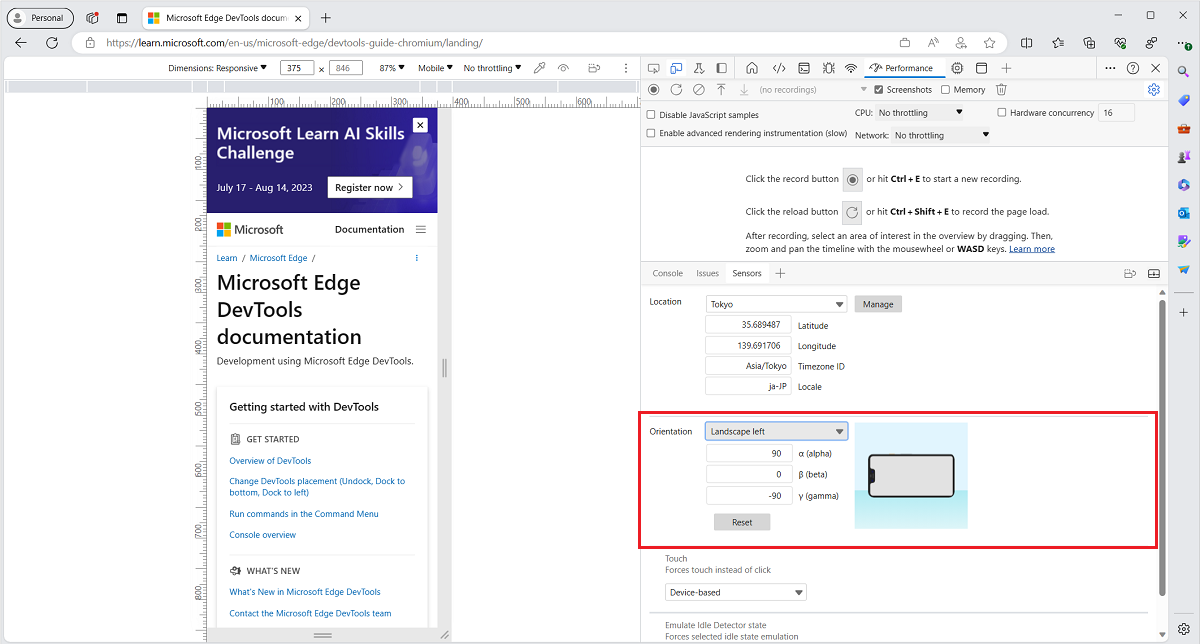 Personal
Microsoft Edge DevTools docum
https://learn.microsoft.com/en-us/microsoft-edge/devtools-guide-chromium/landing/
Dimensions: Responsive 375 × 846 87% Mobile No throttling
100 200 300 400 500 600
100
200
300
400
500
600
700
800
Microsoft Learn AI Skills
Challenge
July 17 - Aug 14, 2023
Register now
Microsoft
Documentation
Learn / Microsoft Edge /
Microsoft Edge
DevTools
documentation
Development using Microsoft Edge DevTools.
Getting started with DevTools
GET STARTED
Overview of DevTools
Change DevTools placement (Undock, Dock to
bottom, Dock to left)
Run commands in the Command Menu
Console overview
WHAT'S NEW
What's New in Microsoft Edge DevTools
Contact the Microsoft Edge DevTools team
Performance
(no recordings)
Screenshots
Memory
Disable JavaScript samples
CPU: No throttling
Hardware concurrency 16
Enable advanced rendering instrumentation (slow)
Network: No throttling
Click the record button or hit Ctrl + E to start a new recording.
Click the reload button or hit Ctrl + Shift + E to record the page load.
After recording, select an area of interest in the overview by dragging. Then,
zoom and pan the timeline with the mousewheel or WASD keys. Learn more
Console Issues Sensors
Location
Tokyo
Manage
35.689487 Latitude
139.691706 Longitude
Asia/Tokyo Timezone ID
ja-JP Locale
Orientation
Landscape left
90 α (alpha)
0 β (beta)
-90 γ (gamma)
Reset
Touch
Forces touch instead of click
Device-based
Emulate Idle Detector state
Forces selected idle state emulation